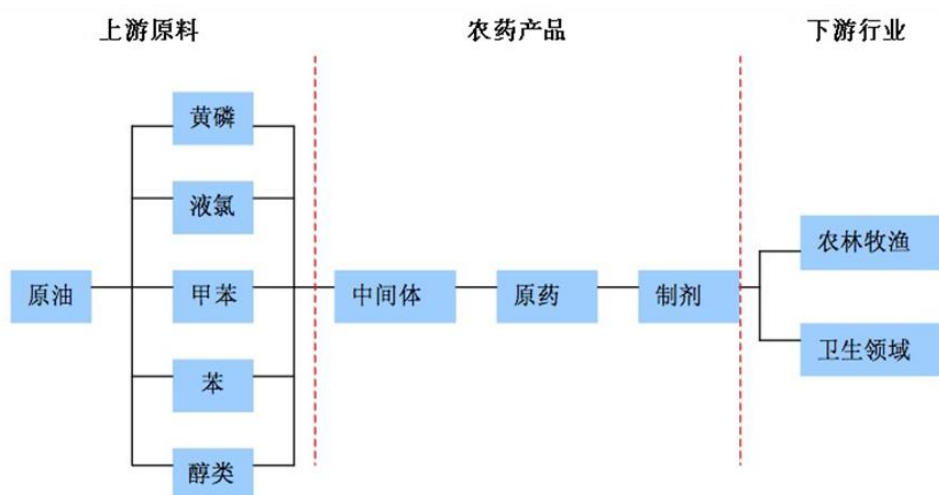 上游原料
农药产品
下游行业
黄磷
液氯
原油
甲苯
苯
醇类
中间体
原药
制剂
农林牧渔
卫生领域